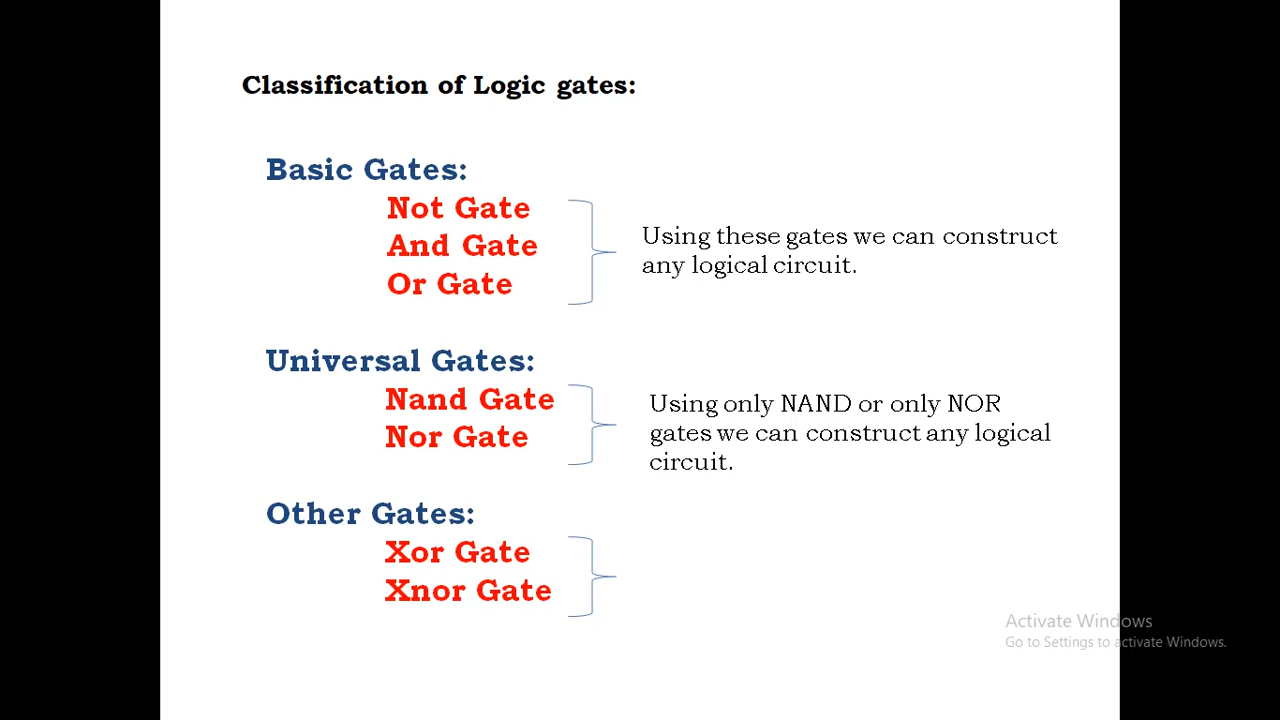 Classification of Logic gates:
Basic Gates:
Not Gate
And Gate
Or Gate
Using these gates we can construct
any logical circuit.
Universal Gates:
Nand Gate
Nor Gate
Using only NAND or only NOR
gates we can construct any logical
circuit.
Other Gates:
Xor Gate
Xnor Gate
Activate Windows
Go to Settings to activate Windows.